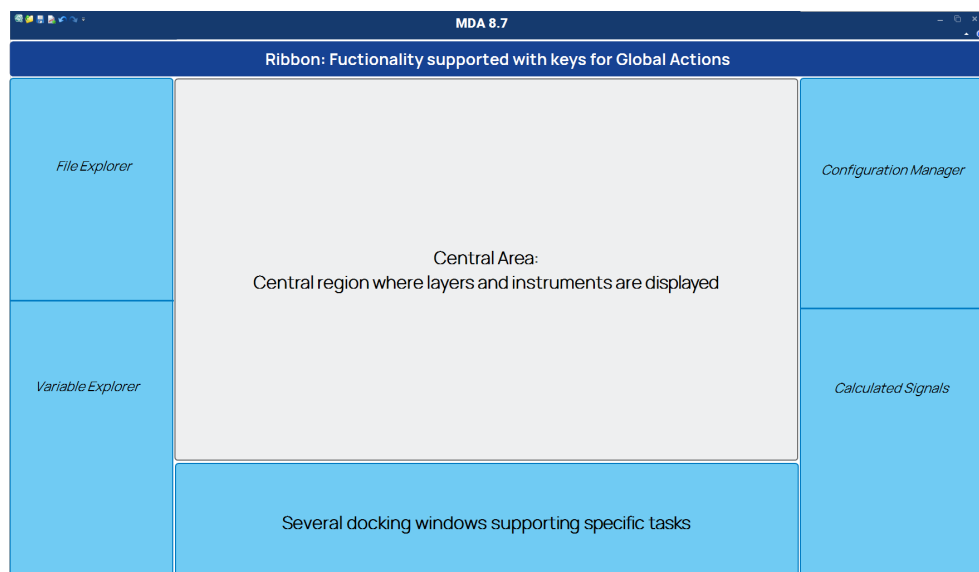 MDA 8.7
Ribbon: Fuctionality supported with keys for Global Actions
File Explorer
Configuration Manager
Central Area:
Central region where layers and instruments are displayed
Variable Explorer
Calculated Signals
Several docking windows supporting specific tasks